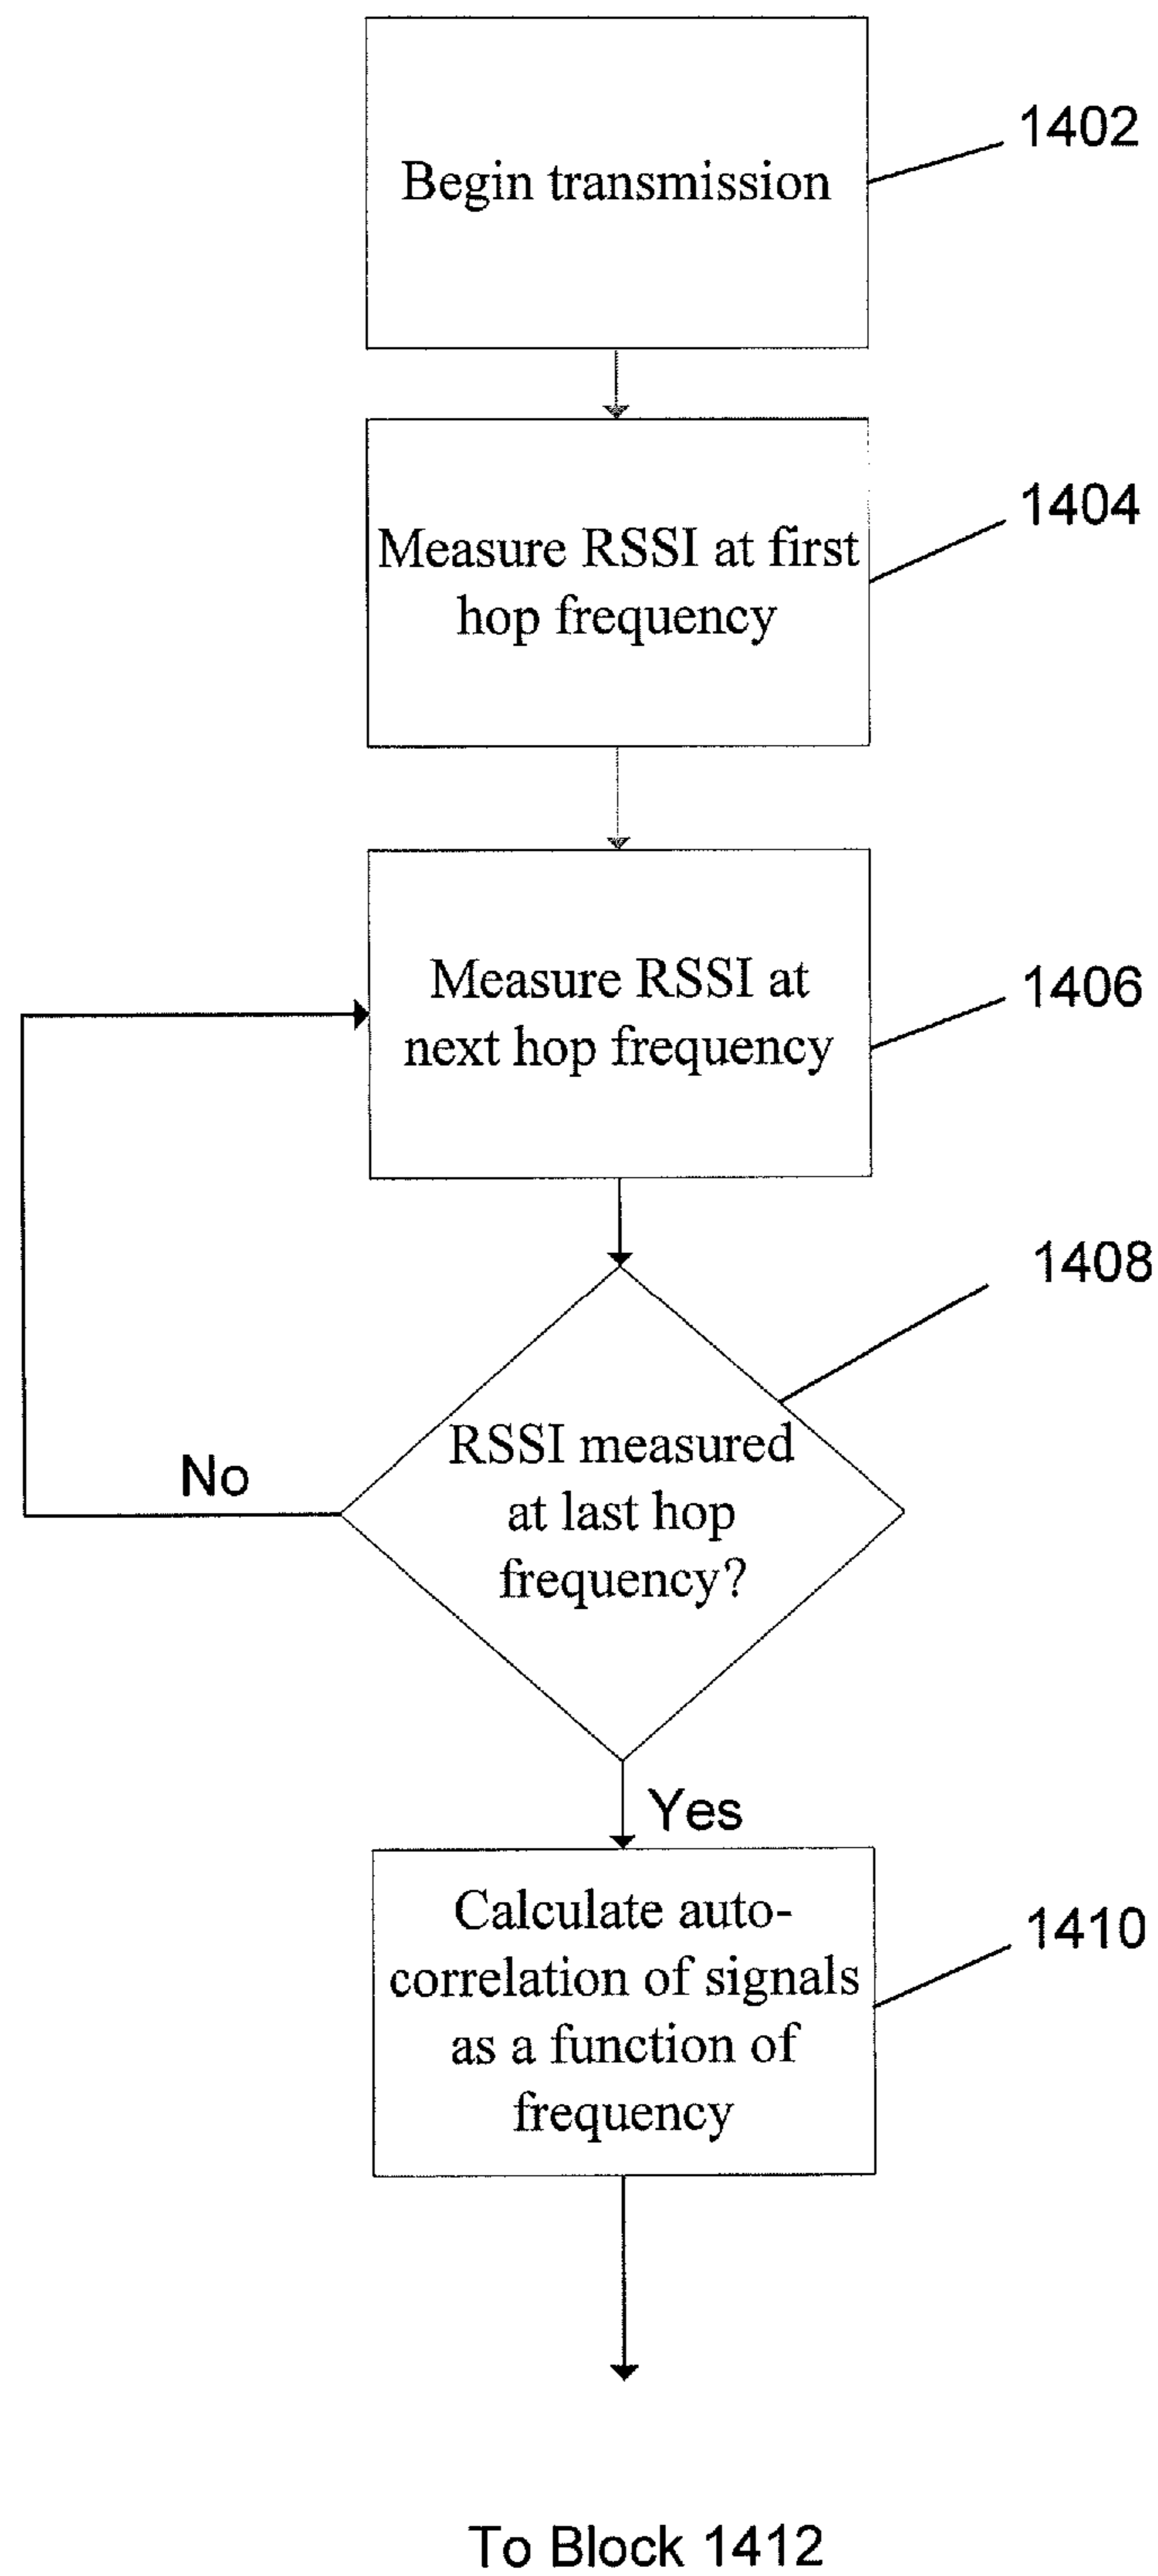 Begin transmission
1402
Measure RSSI at first
hop frequency
1404
Measure RSSI at
next hop frequency
1406
RSSI measured
at last hop
frequency?
1408
No
Yes
Calculate auto-
correlation of signals
as a function of
frequency
1410
To Block 1412